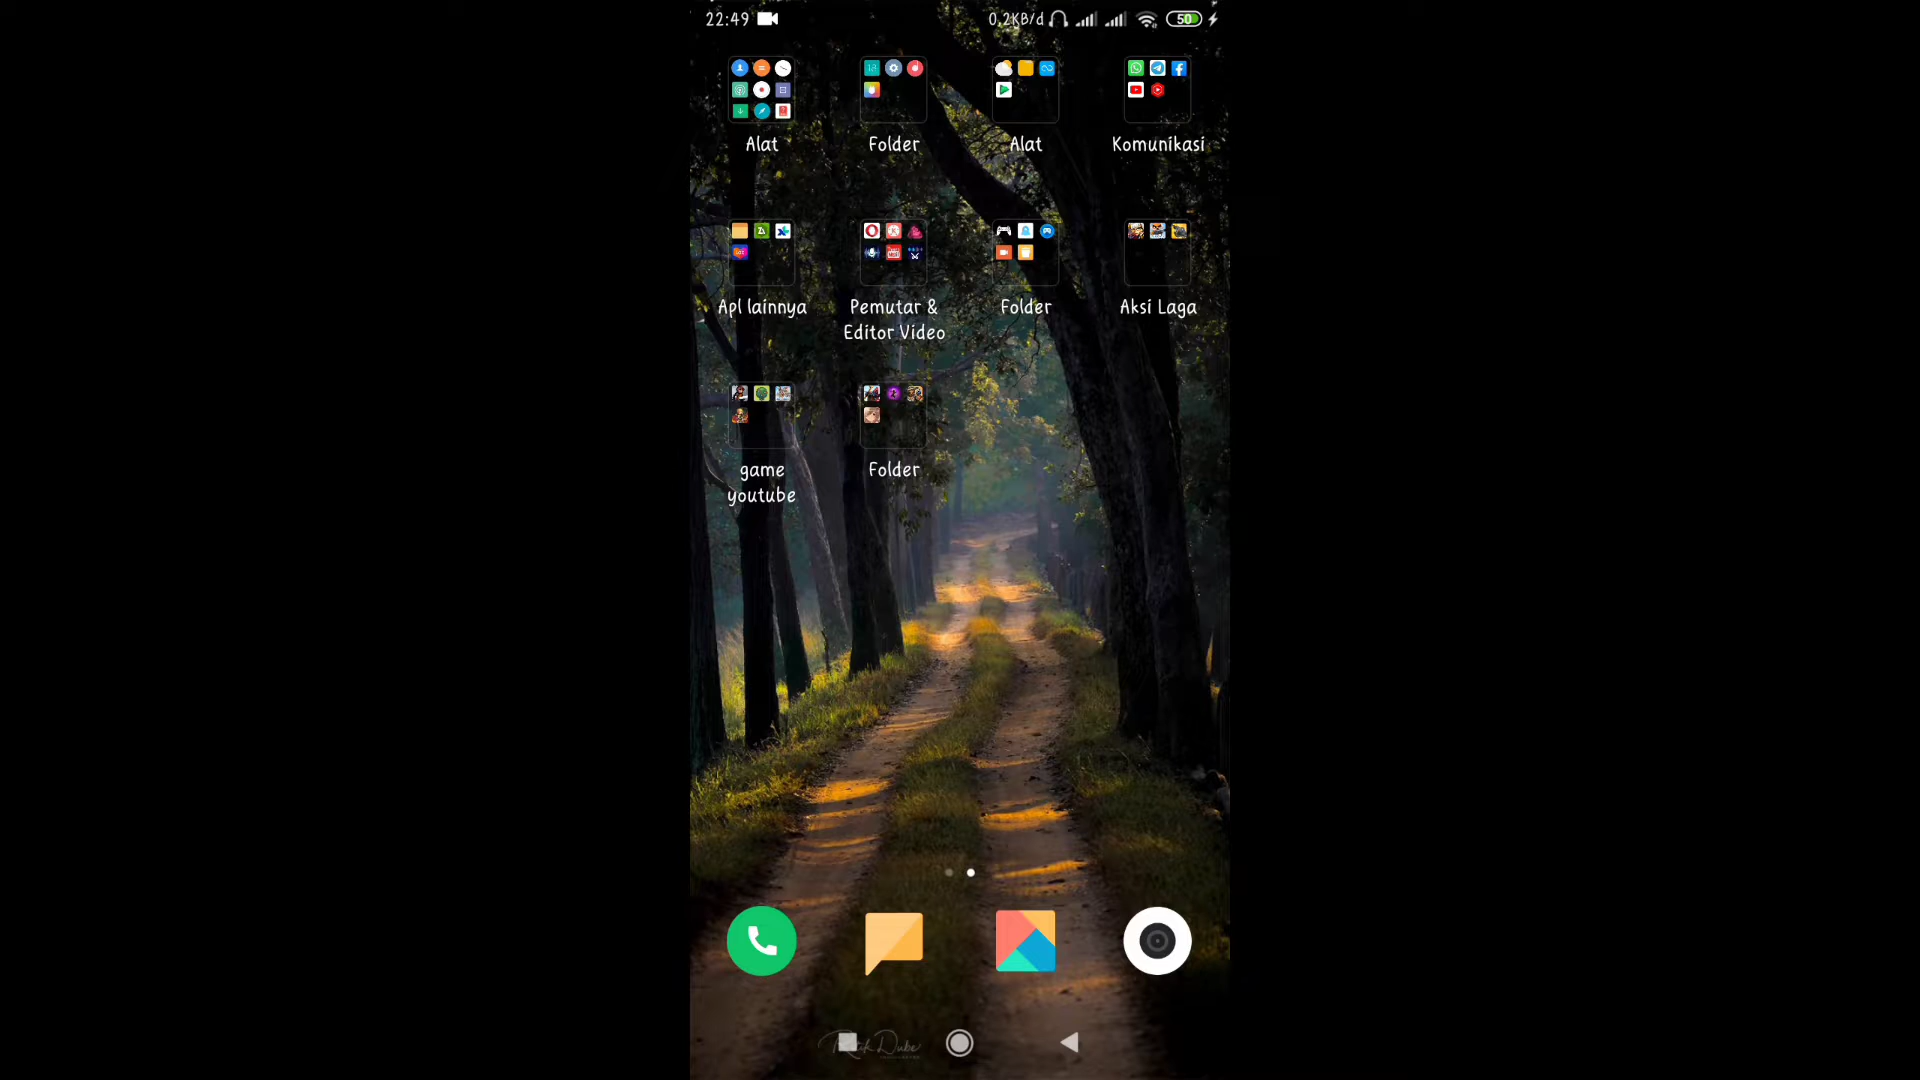 22:49
0.2KB/d
50
Alat
Folder
Alat
Komunikasi
Apl lainnya
Pemutar &
Editor Video
Folder
Aksi Laga
game
youtube
Folder